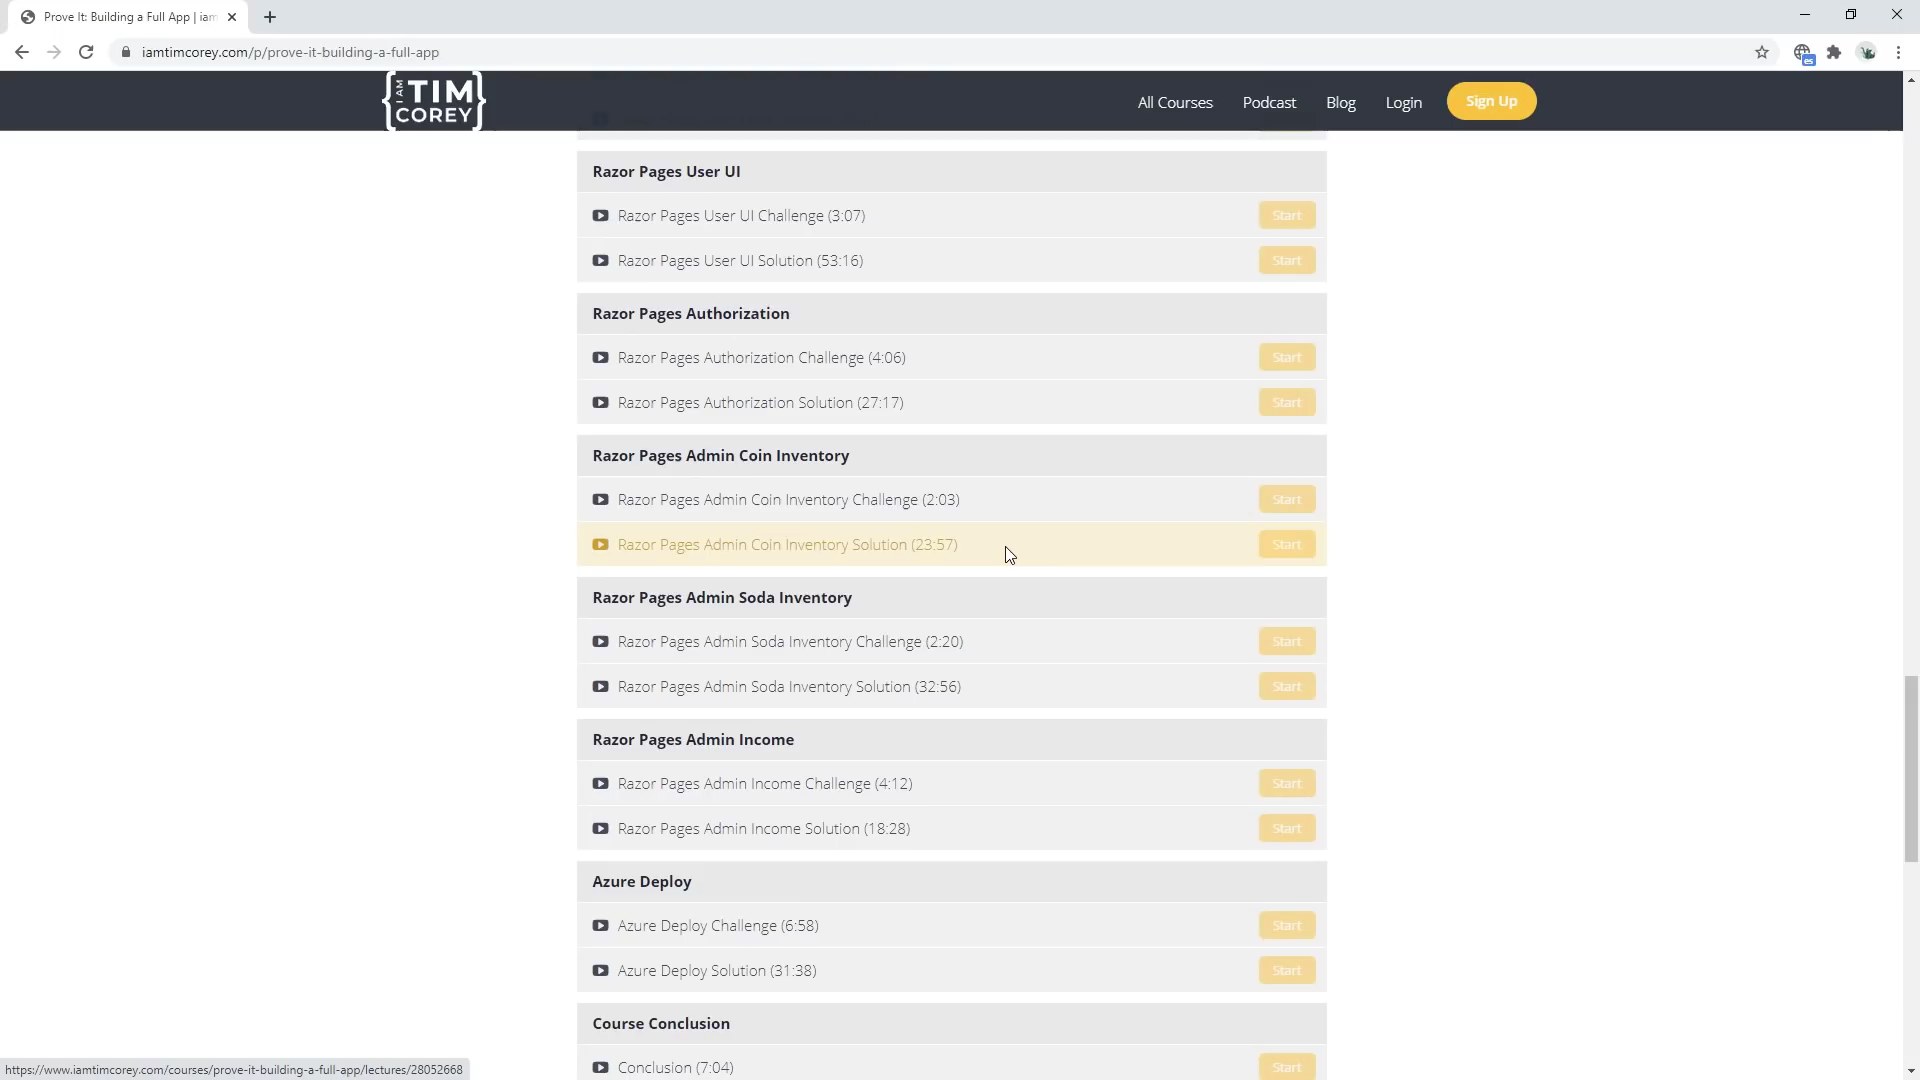 Prove It: Building a Full App | iam
iamtimcorey.com/p/prove-it-building-a-full-app
es
I AM TIM
COREY
All Courses
Podcast
Blog
Login
Sign Up
Razor Pages User UI
Razor Pages User UI Challenge (3:07)
Start
Razor Pages User UI Solution (53:16)
Start
Razor Pages Authorization
Razor Pages Authorization Challenge (4:06)
Start
Razor Pages Authorization Solution (27:17)
Start
Razor Pages Admin Coin Inventory
Razor Pages Admin Coin Inventory Challenge (2:03)
Start
Razor Pages Admin Coin Inventory Solution (23:57)
Start
Razor Pages Admin Soda Inventory
Razor Pages Admin Soda Inventory Challenge (2:20)
Start
Razor Pages Admin Soda Inventory Solution (32:56)
Start
Razor Pages Admin Income
Razor Pages Admin Income Challenge (4:12)
Start
Razor Pages Admin Income Solution (18:28)
Start
Azure Deploy
Azure Deploy Challenge (6:58)
Start
Azure Deploy Solution (31:38)
Start
Course Conclusion
Conclusion (7:04)
Start
https://www.iamtimcorey.com/courses/prove-it-building-a-full-app/lectures/28052668